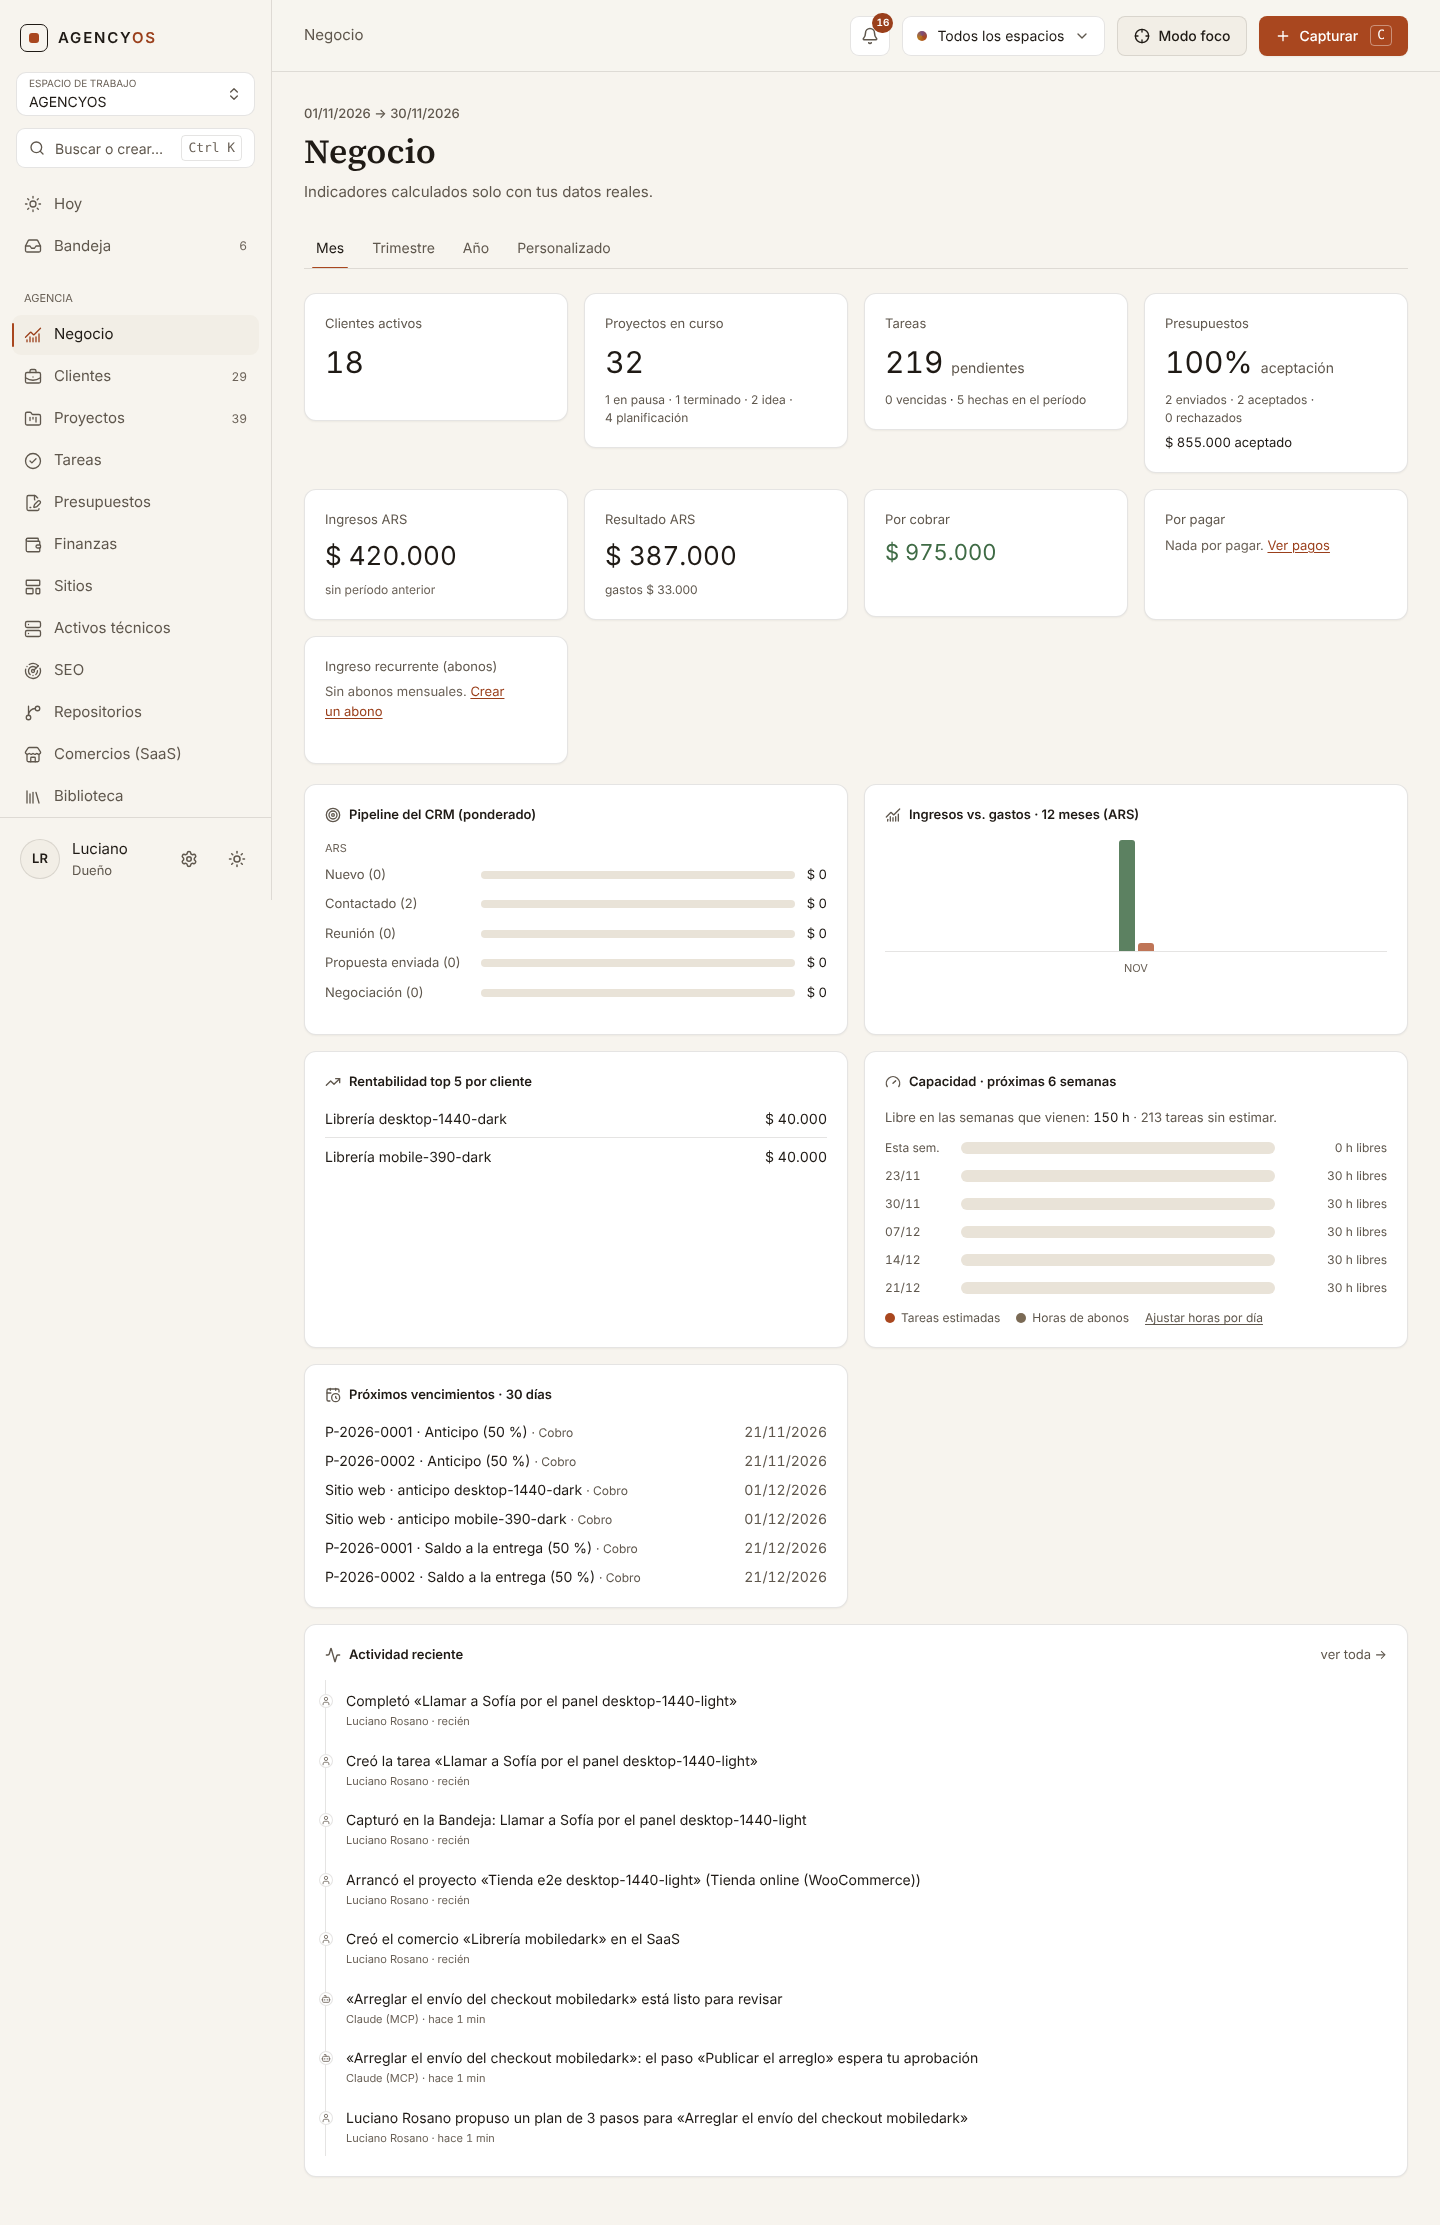 AGENCYOS
ESPACIO DE TRABAJO
AGENCYOS
Buscar o crear... Ctrl K
Hoy
Bandeja 6
AGENCIA
Negocio
Clientes 29
Proyectos 39
Tareas
Presupuestos
Finanzas
Sitios
Activos técnicos
SEO
Repositorios
Comercios (SaaS)
Biblioteca
LR
Luciano
Dueño
Negocio
16
Todos los espacios
Modo foco
Capturar C
01/11/2026 → 30/11/2026
Negocio
Indicadores calculados solo con tus datos reales.
Mes Trimestre Año Personalizado
Clientes activos
18
Proyectos en curso
32
1 en pausa · 1 terminado · 2 idea ·
4 planificación
Tareas
219 pendientes
0 vencidas · 5 hechas en el período
Presupuestos
100% aceptación
2 enviados · 2 aceptados ·
0 rechazados
$ 855.000 aceptado
Ingresos ARS
$ 420.000
sin período anterior
Resultado ARS
$ 387.000
gastos $ 33.000
Por cobrar
$ 975.000
Por pagar
Nada por pagar. Ver pagos
Ingreso recurrente (abonos)
Sin abonos mensuales. Crear
un abono
Pipeline del CRM (ponderado)
ARS
Nuevo (0) $ 0
Contactado (2) $ 0
Reunión (0) $ 0
Propuesta enviada (0) $ 0
Negociación (0) $ 0
Ingresos vs. gastos · 12 meses (ARS)
NOV
Rentabilidad top 5 por cliente
Librería desktop-1440-dark $ 40.000
Librería mobile-390-dark $ 40.000
Capacidad · próximas 6 semanas
Libre en las semanas que vienen: 150 h · 213 tareas sin estimar.
Esta sem. 0 h libres
23/11 30 h libres
30/11 30 h libres
07/12 30 h libres
14/12 30 h libres
21/12 30 h libres
Tareas estimadas Horas de abonos Ajustar horas por día
Próximos vencimientos · 30 días
P-2026-0001 · Anticipo (50 %) · Cobro 21/11/2026
P-2026-0002 · Anticipo (50 %) · Cobro 21/11/2026
Sitio web · anticipo desktop-1440-dark · Cobro 01/12/2026
Sitio web · anticipo mobile-390-dark · Cobro 01/12/2026
P-2026-0001 · Saldo a la entrega (50 %) · Cobro 21/12/2026
P-2026-0002 · Saldo a la entrega (50 %) · Cobro 21/12/2026
Actividad reciente ver toda →
Completó «Llamar a Sofía por el panel desktop-1440-light»
Luciano Rosano · recién
Creó la tarea «Llamar a Sofía por el panel desktop-1440-light»
Luciano Rosano · recién
Capturó en la Bandeja: Llamar a Sofía por el panel desktop-1440-light
Luciano Rosano · recién
Arrancó el proyecto «Tienda e2e desktop-1440-light» (Tienda online (WooCommerce))
Luciano Rosano · recién
Creó el comercio «Librería mobiledark» en el SaaS
Luciano Rosano · recién
«Arreglar el envío del checkout mobiledark» está listo para revisar
Claude (MCP) · hace 1 min
«Arreglar el envío del checkout mobiledark»: el paso «Publicar el arreglo» espera tu aprobación
Claude (MCP) · hace 1 min
Luciano Rosano propuso un plan de 3 pasos para «Arreglar el envío del checkout mobiledark»
Luciano Rosano · hace 1 min